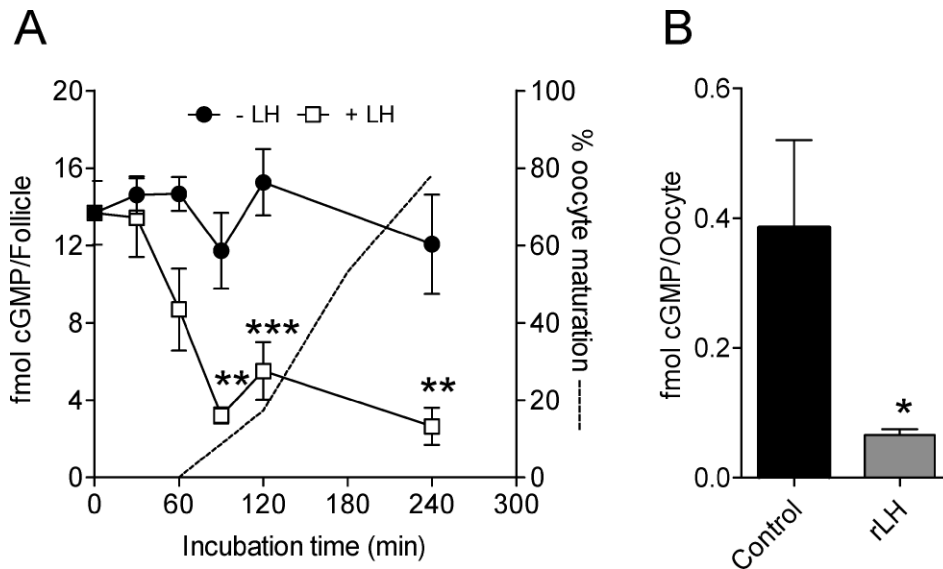 A
B
- LH + LH
fmol cGMP/Follicle
20
16
12
8
4
0
0 60 120 180 240 300
Incubation time (min)
100
80
60
40
20
0
% oocyte maturation -----
**
***
**
fmol cGMP/Oocyte
0.6
0.4
0.2
0.0
*
Control
rLH